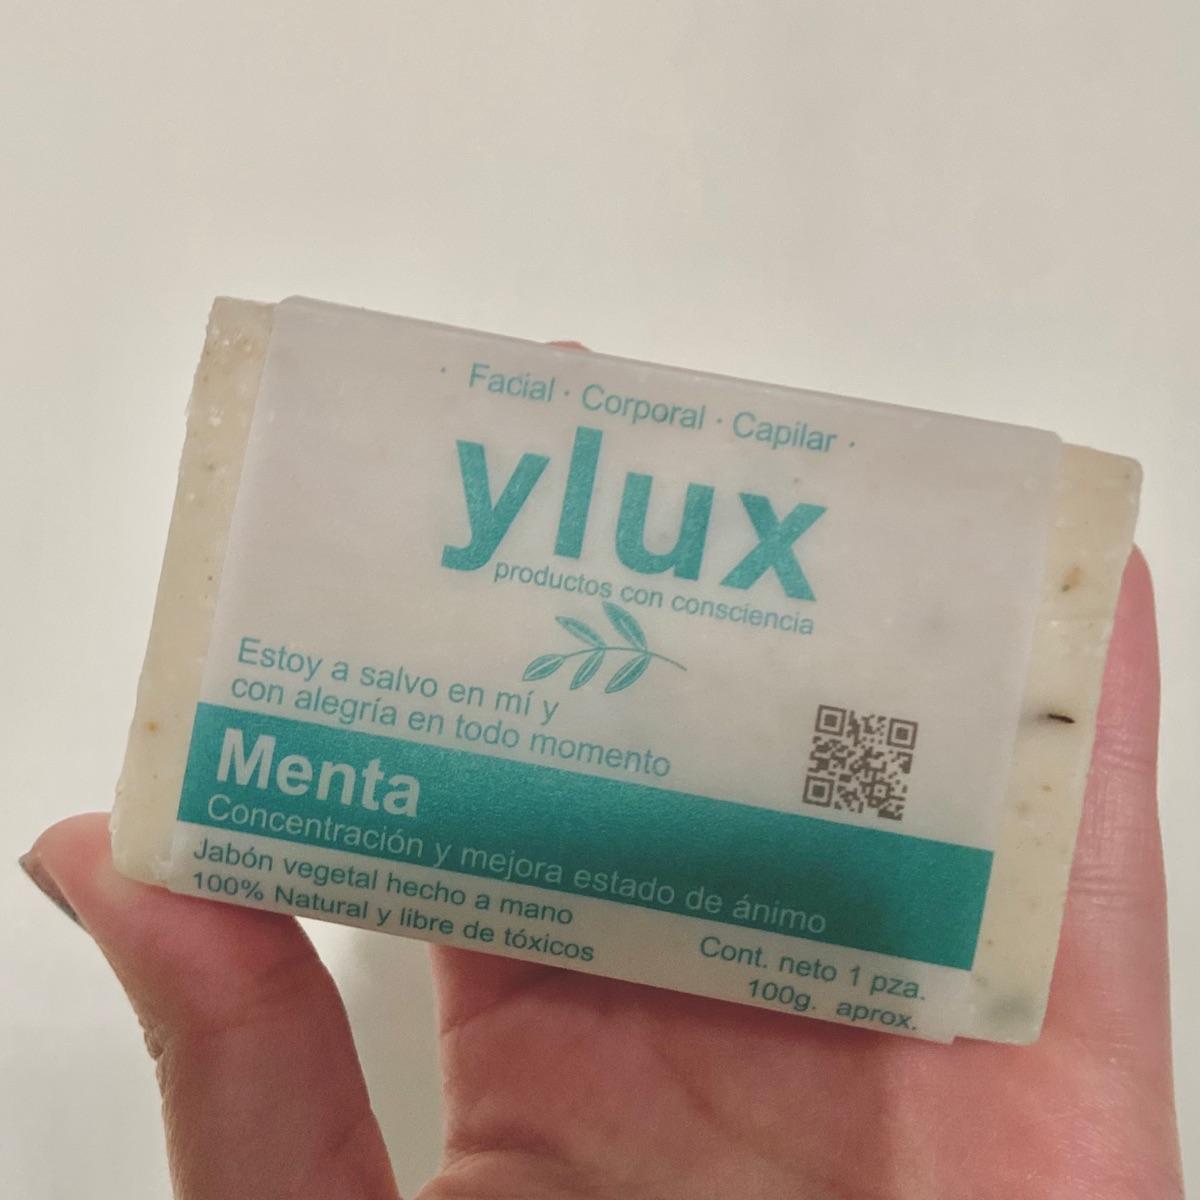 · Facial · Corporal · Capilar ·
ylux
productos con consciencia
Estoy a salvo en mí y
con alegría en todo momento
Menta
Concentración y mejora estado de ánimo
Jabón vegetal hecho a mano
100% Natural y libre de tóxicos
Cont. neto 1 pza.
100g. aprox.